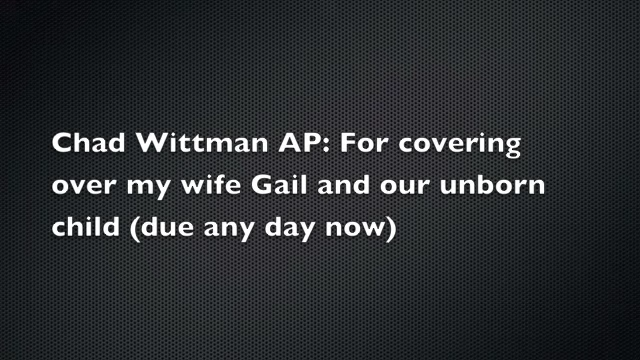 Chad Wittman AP: For covering
over my wife Gail and our unborn
child (due any day now)